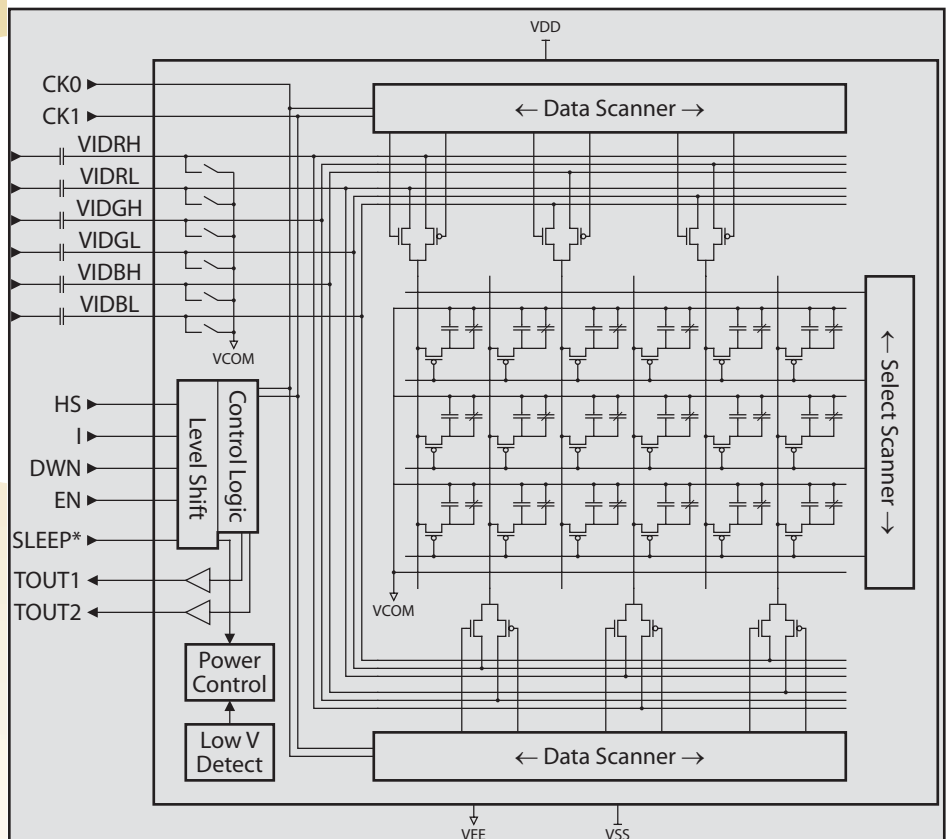 VDD
CK0
CK1
← Data Scanner →
VIDRH
VIDRL
VIDGH
VIDGL
VIDBH
VIDBL
VCOM
← Select Scanner →
HS
I
DWN
EN
SLEEP*
Level Shift
Control Logic
TOUT1
TOUT2
VCOM
Power
Control
Low V
Detect
← Data Scanner →
VEE
VSS